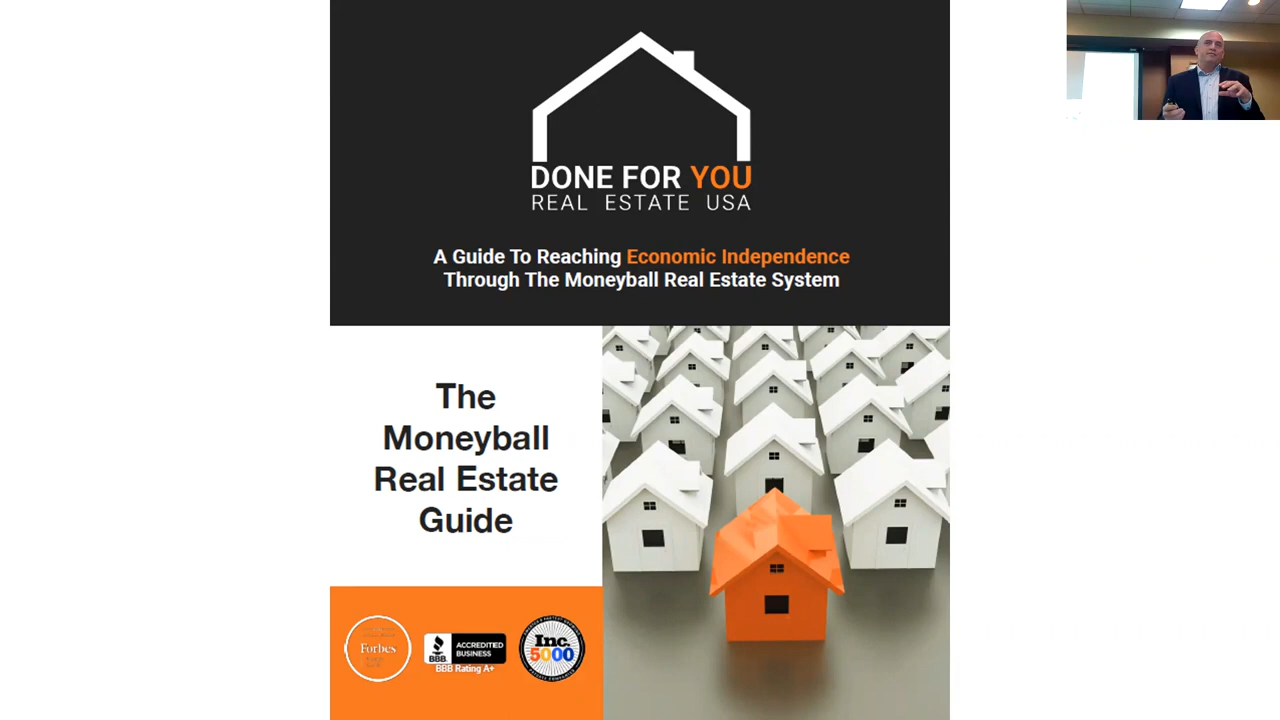 DONE FOR YOU
REAL ESTATE USA
A Guide To Reaching Economic Independence
Through The Moneyball Real Estate System
The
Moneyball
Real Estate
Guide
Forbes
BBB
ACCREDITED
BUSINESS
BBB Rating A+
Inc.
5000